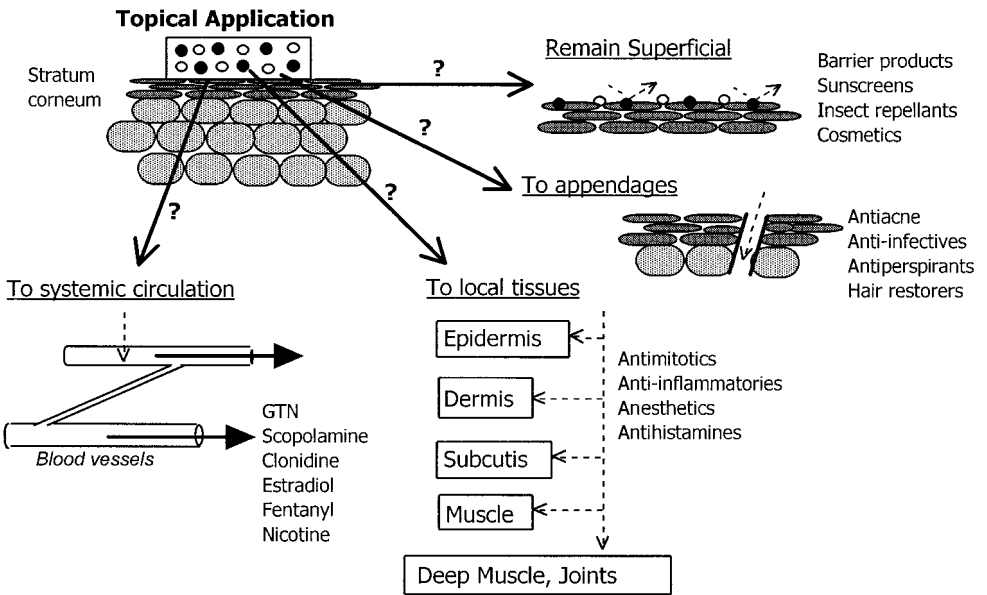 Topical Application
Stratum
corneum
?
?
?
?
Remain Superficial
Barrier products
Sunscreens
Insect repellants
Cosmetics
To appendages
Antiacne
Anti-infectives
Antiperspirants
Hair restorers
To systemic circulation
Blood vessels
GTN
Scopolamine
Clonidine
Estradiol
Fentanyl
Nicotine
To local tissues
Epidermis
Dermis
Subcutis
Muscle
Deep Muscle, Joints
Antimitotics
Anti-inflammatories
Anesthetics
Antihistamines